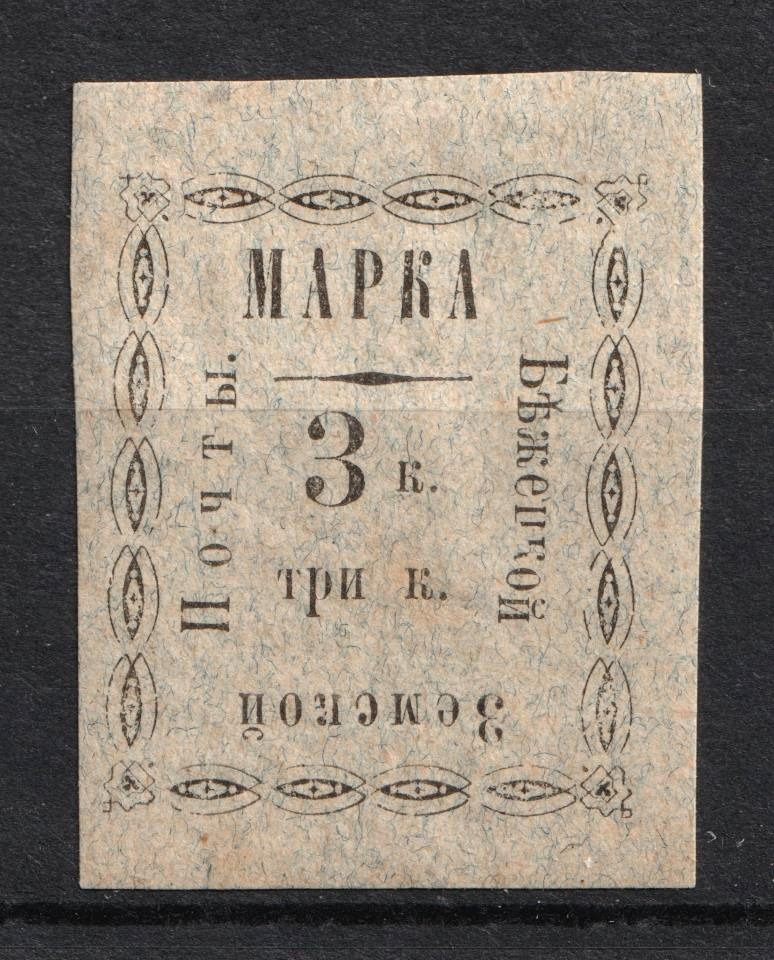 МАРКА
Бѣжецкой
Земской
Почты.
3 к.
три к.